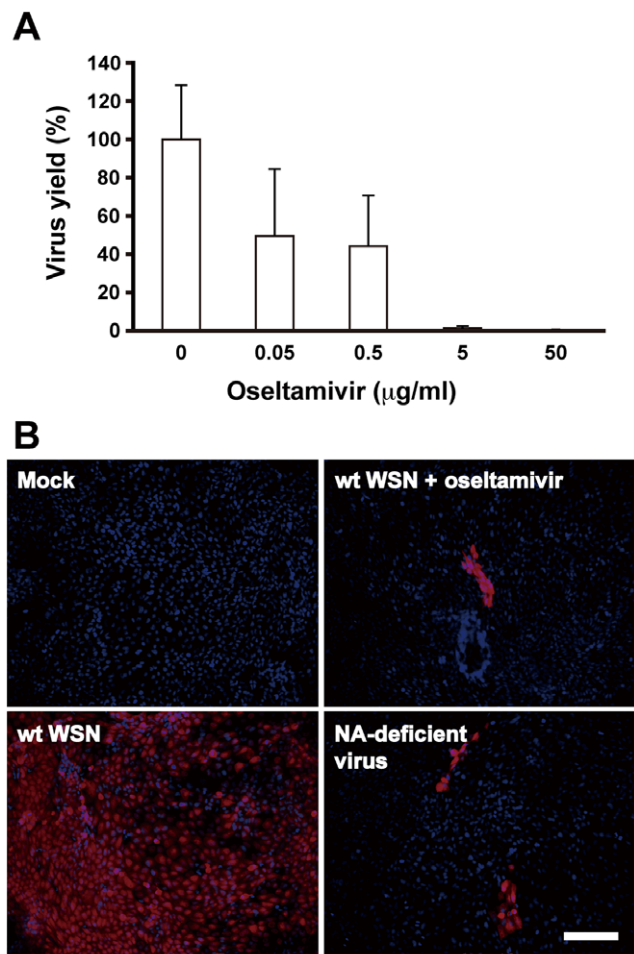 A
140
120
100
80
60
40
20
0
Virus yield (%)
0 0.05 0.5 5 50
Oseltamivir (μg/ml)
B
Mock
wt WSN + oseltamivir
wt WSN
NA-deficient
virus